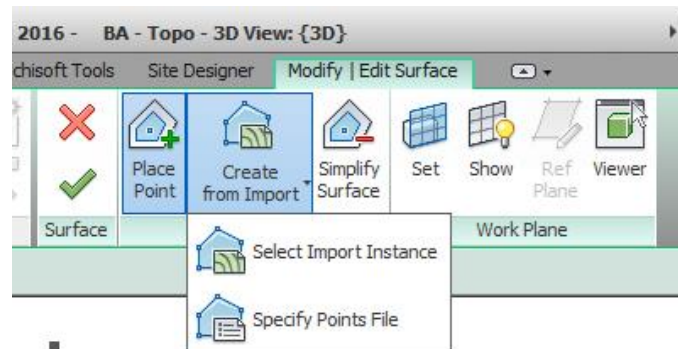 2016 - BA - Topo - 3D View: {3D}
chisoft Tools Site Designer Modify | Edit Surface
Place Point
Create from Import
Simplify Surface
Set
Show
Ref Plane
Viewer
Surface
Work Plane
Select Import Instance
Specify Points File